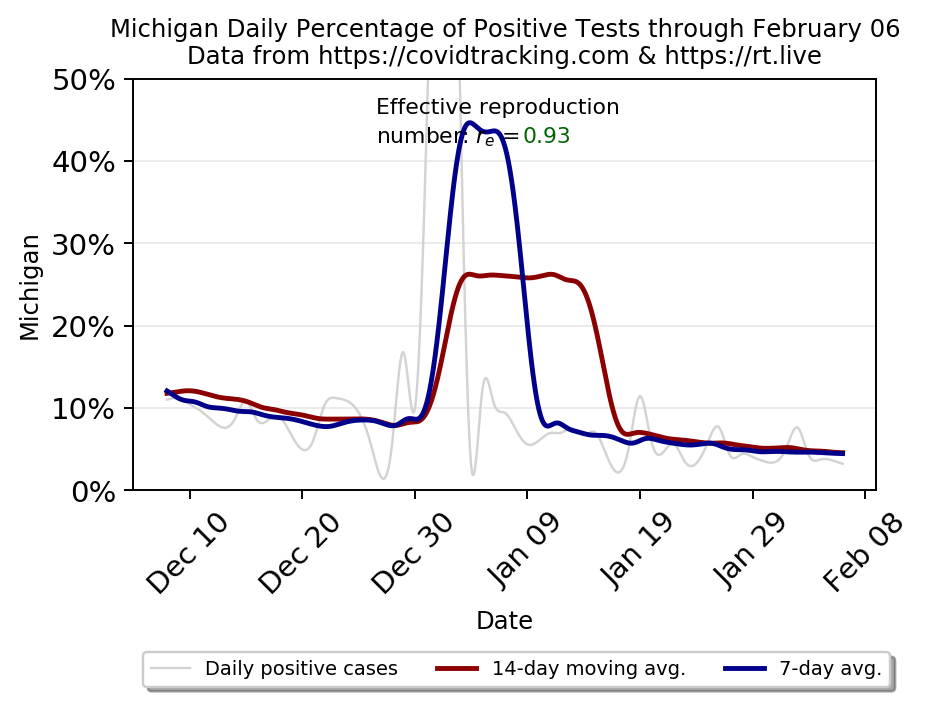 Michigan Daily Percentage of Positive Tests through February 06
Data from https://covidtracking.com & https://rt.live
Effective reproduction
number: rₑ = 0.93
50%
40%
30%
20%
10%
0%
Michigan
Dec 10
Dec 20
Dec 30
Jan 09
Jan 19
Jan 29
Feb 08
Date
Daily positive cases
14-day moving avg.
7-day avg.